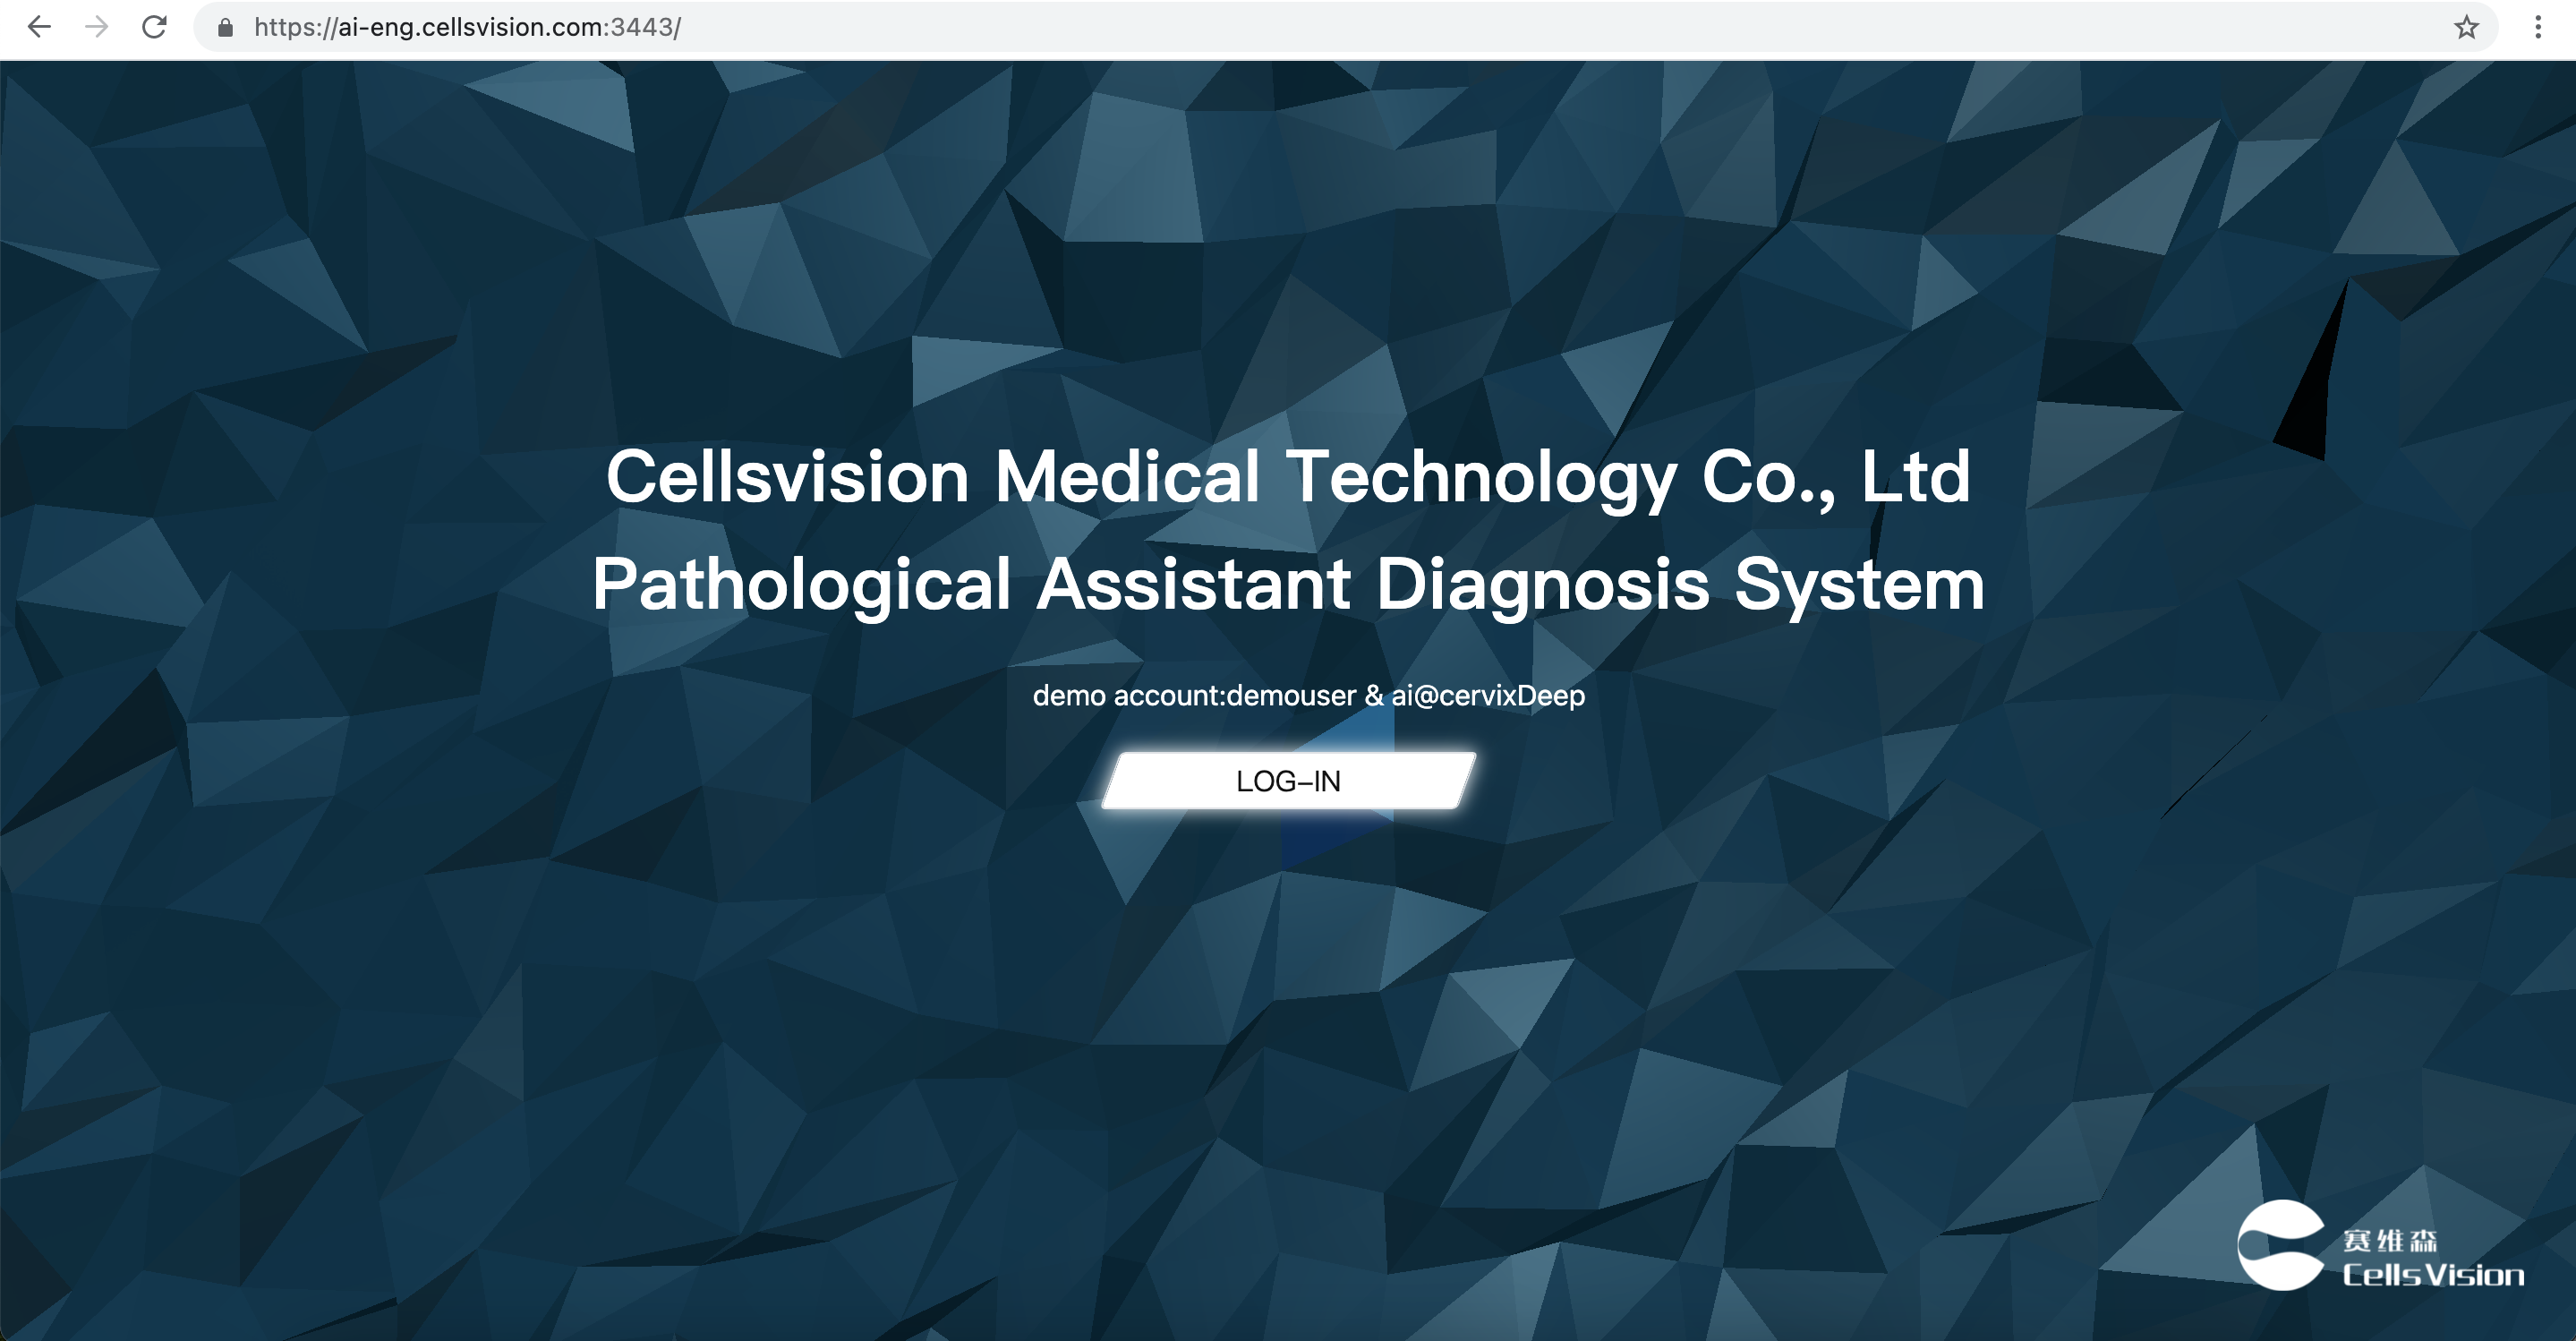 https://ai-eng.cellsvision.com:3443/
Cellsvision Medical Technology Co., Ltd
Pathological Assistant Diagnosis System
demo account:demouser & ai@cervixDeep
LOG-IN
赛维森
CellsVision